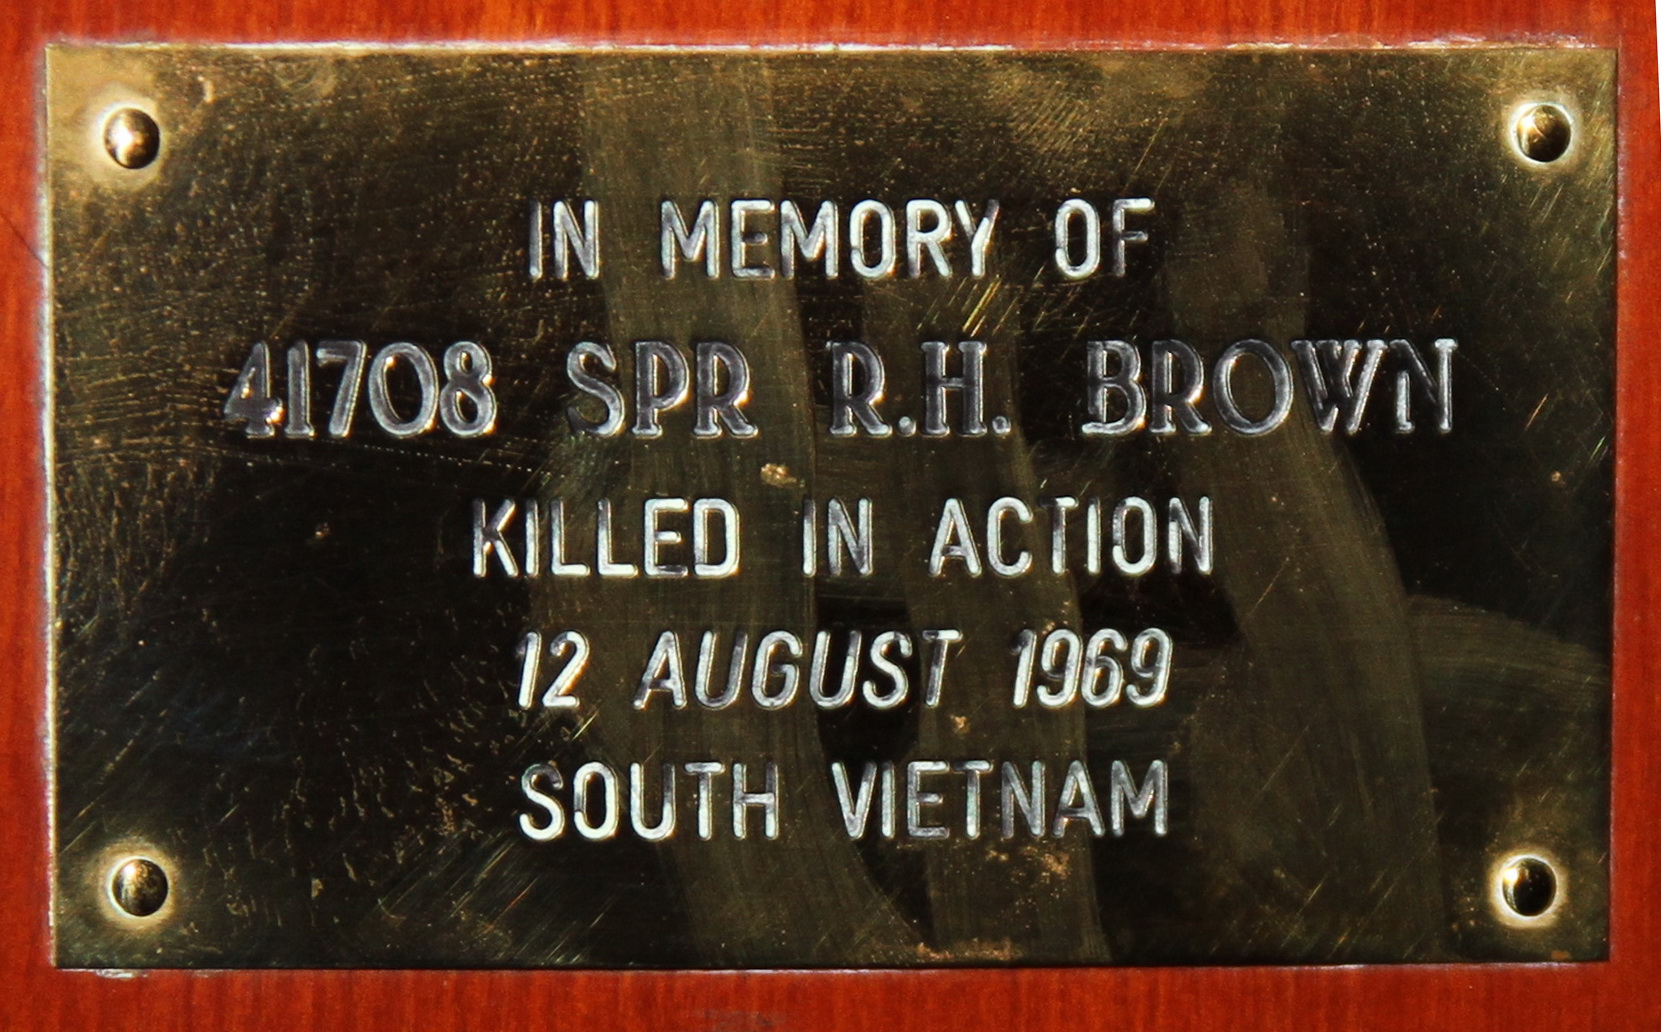 IN MEMORY OF
41708 SPR R.H. BROWN
KILLED IN ACTION
12 AUGUST 1969
SOUTH VIETNAM